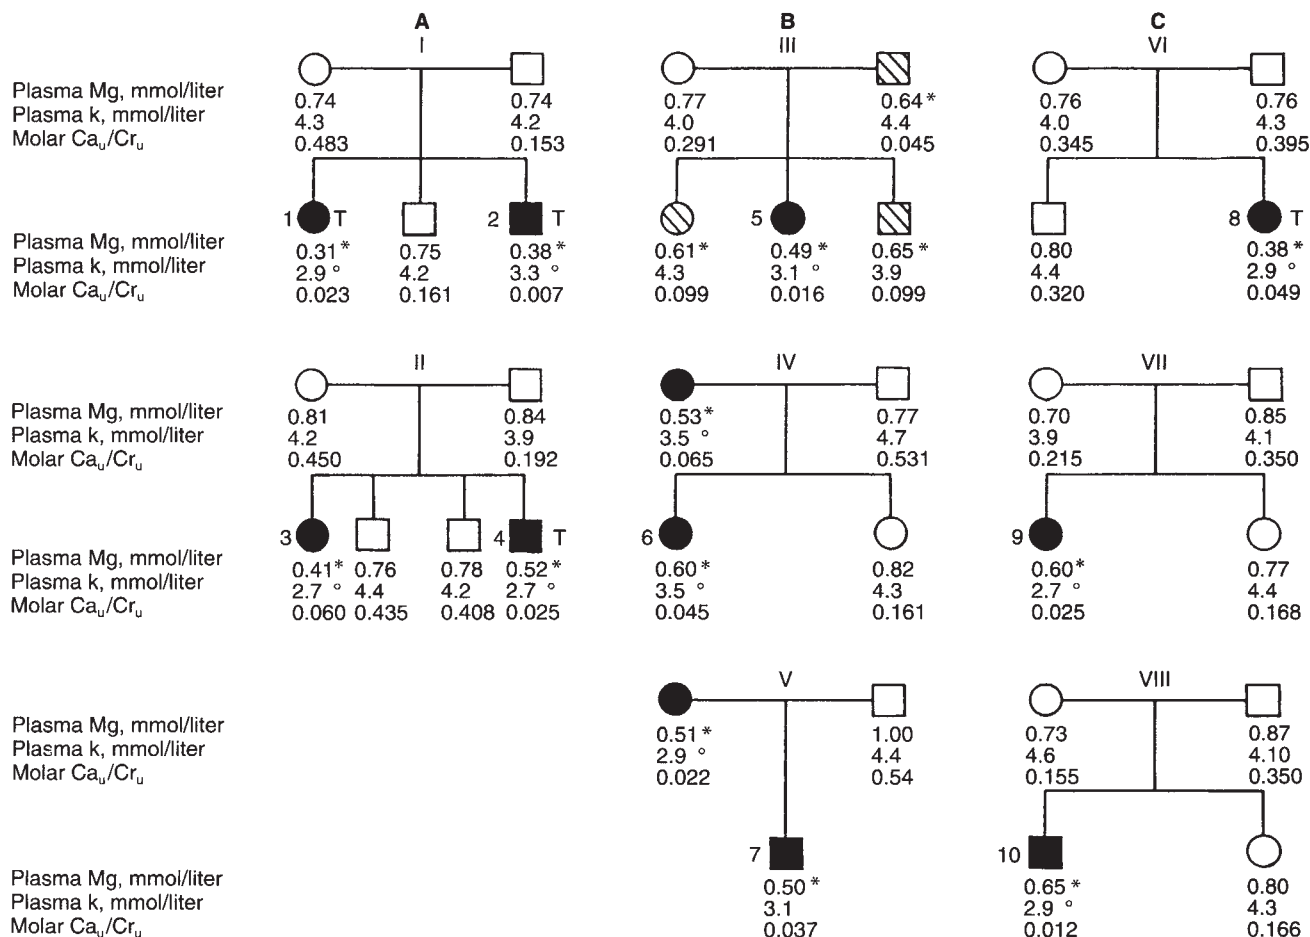 A B C
I III VI
Plasma Mg, mmol/liter 0.74 0.74 0.77 0.64 * 0.76 0.76
Plasma k, mmol/liter 4.3 4.2 4.0 4.4 4.0 4.3
Molar Caᵤ/Crᵤ 0.483 0.153 0.291 0.045 0.345 0.395
1 T 2 T 5 8 T
Plasma Mg, mmol/liter 0.31 * 0.75 0.38 * 0.61 * 0.49 * 0.65 * 0.80 0.38 *
Plasma k, mmol/liter 2.9 ° 4.2 3.3 ° 4.3 3.1 ° 3.9 4.4 2.9 °
Molar Caᵤ/Crᵤ 0.023 0.161 0.007 0.099 0.016 0.099 0.320 0.049
II IV VII
Plasma Mg, mmol/liter 0.81 0.84 0.53 * 0.77 0.70 0.85
Plasma k, mmol/liter 4.2 3.9 3.5 ° 4.7 3.9 4.1
Molar Caᵤ/Crᵤ 0.450 0.192 0.065 0.531 0.215 0.350
3 4 T 6 9
Plasma Mg, mmol/liter 0.41 * 0.76 0.78 0.52 * 0.60 * 0.82 0.60 * 0.77
Plasma k, mmol/liter 2.7 ° 4.4 4.2 2.7 ° 3.5 ° 4.3 2.7 ° 4.4
Molar Caᵤ/Crᵤ 0.060 0.435 0.408 0.025 0.045 0.161 0.025 0.168
V VIII
Plasma Mg, mmol/liter 0.51 * 1.00 0.73 0.87
Plasma k, mmol/liter 2.9 ° 4.4 4.6 4.10
Molar Caᵤ/Crᵤ 0.022 0.54 0.155 0.350
7 10
Plasma Mg, mmol/liter 0.50 * 0.65 * 0.80
Plasma k, mmol/liter 3.1 2.9 ° 4.3
Molar Caᵤ/Crᵤ 0.037 0.012 0.166